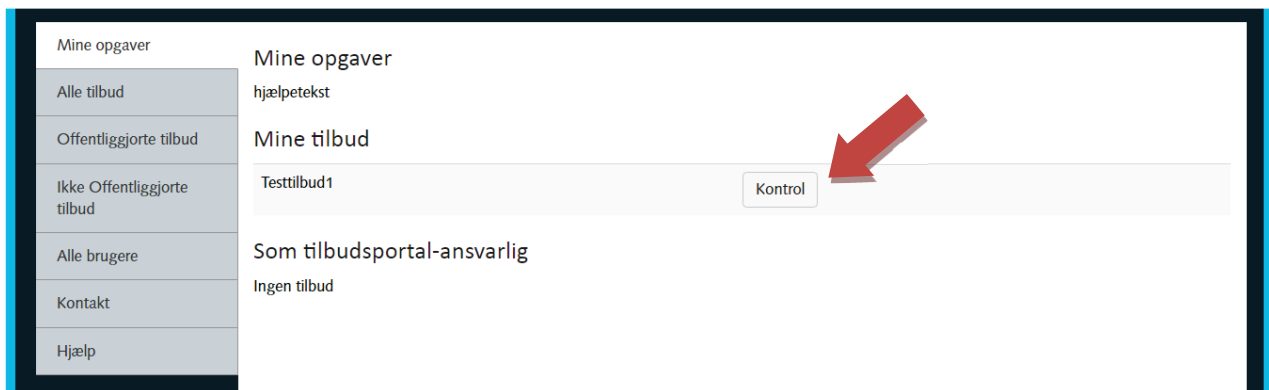 Mine opgaver
Alle tilbud
Offentliggjorte tilbud
Ikke Offentliggjorte
tilbud
Alle brugere
Kontakt
Hjælp
Mine opgaver
hjælpetekst
Mine tilbud
Testtilbud1
Kontrol
Som tilbudsportal-ansvarlig
Ingen tilbud